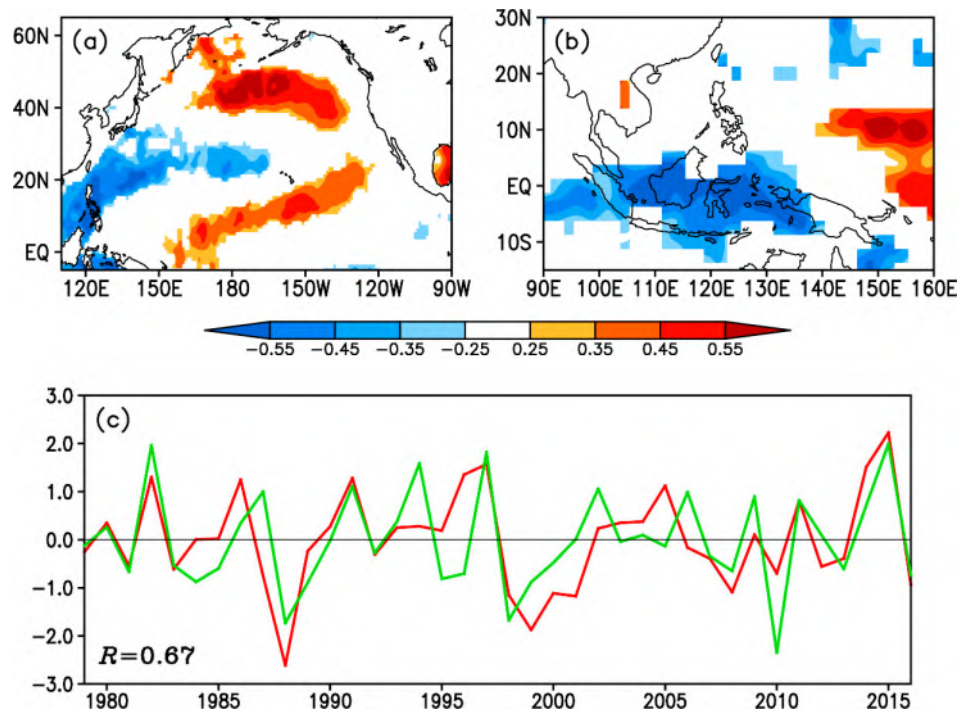 60N (a)
40N
20N
EQ
120E 150E 180 150W 120W 90W
30N (b)
20N
10N
EQ
10S
90E 100E 110E 120E 130E 140E 150E 160E
-0.55 -0.45 -0.35 -0.25 0.25 0.35 0.45 0.55
3.0 (c)
2.0
1.0
0.0
-1.0
-2.0
-3.0
R=0.67
1980 1985 1990 1995 2000 2005 2010 2015